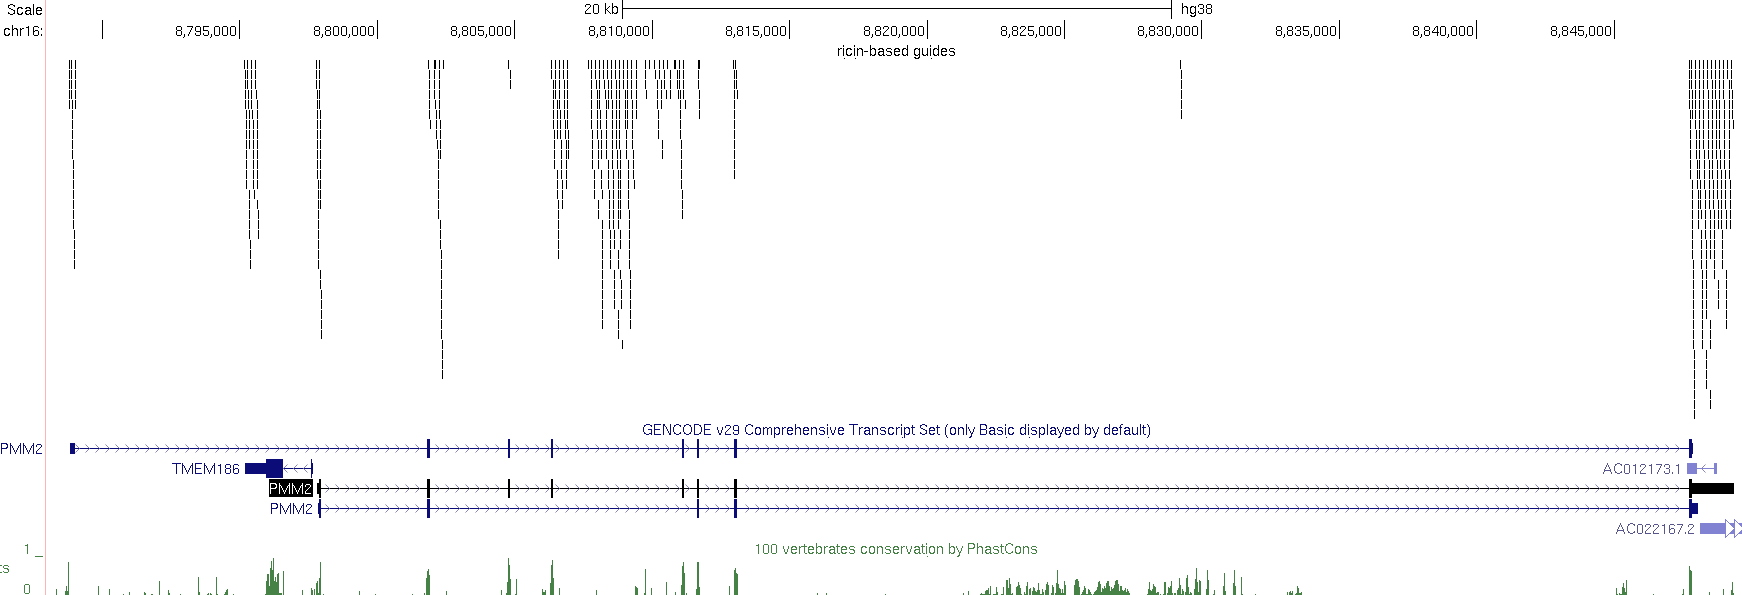 Scale 20 kb hg38
chr16: 8,795,000 8,800,000 8,805,000 8,810,000 8,815,000 8,820,000 8,825,000 8,830,000 8,835,000 8,840,000 8,845,000
ricin-based guides
GENCODE v29 Comprehensive Transcript Set (only Basic displayed by default)
PMM2
TMEM186 AC012173.1
PMM2
PMM2
AC022167.2
100 vertebrates conservation by PhastCons
1 _
ts
0